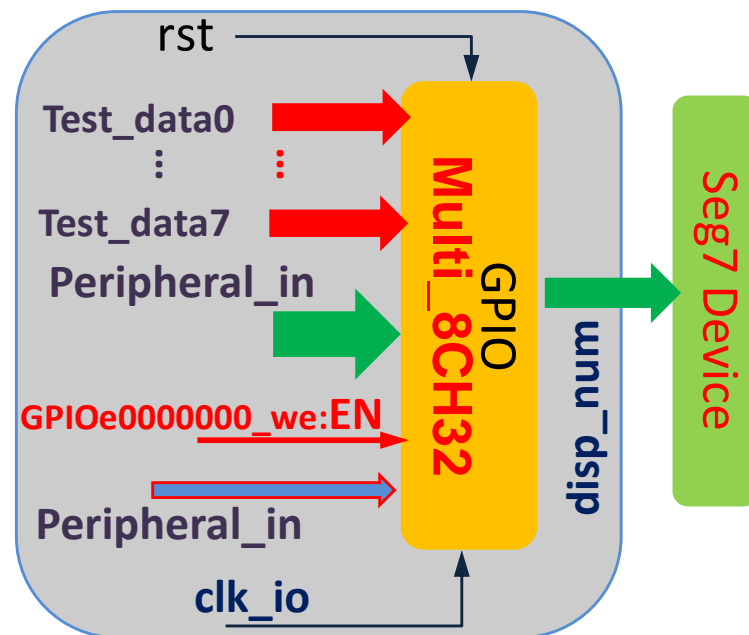 rst
Test_data0
...
...
Test_data7
Peripheral_in
GPIOe0000000_we:EN
Peripheral_in
clk_io
Multi_8CH32
GPIO
disp_num
Seg7 Device